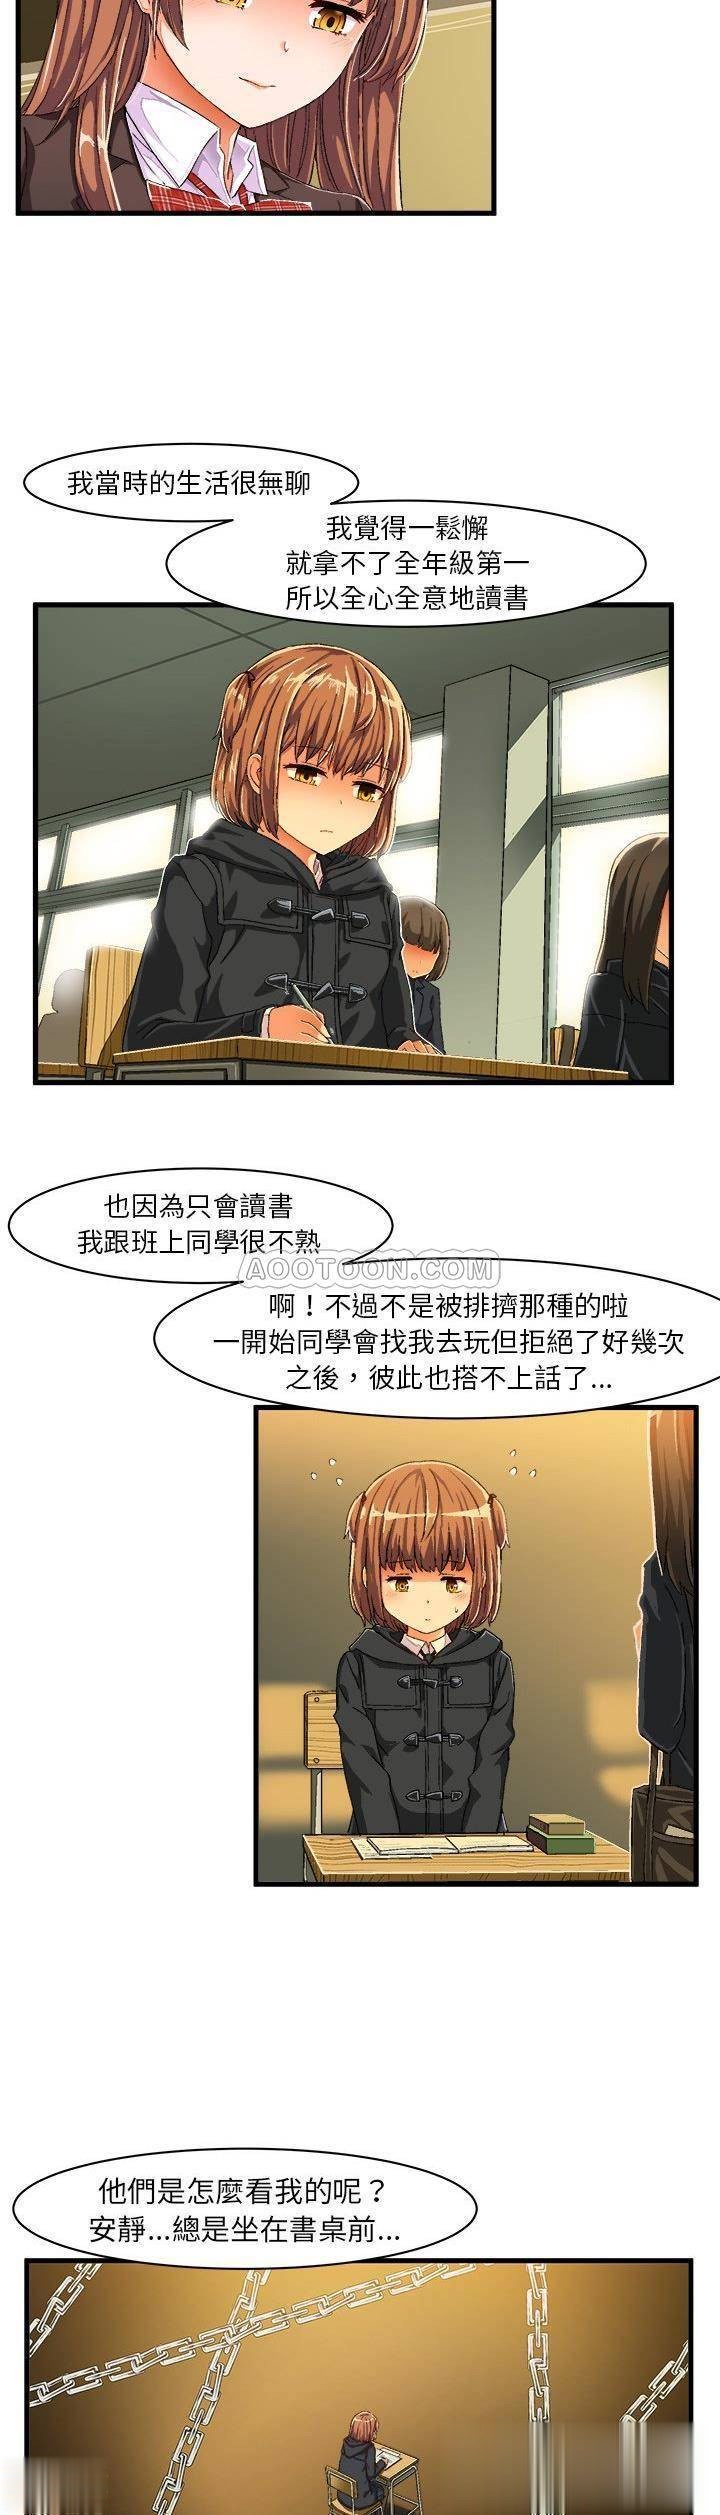 我當時的生活很無聊
我覺得一鬆懈
就拿不了全年級第一
所以全心全意地讀書
也因為只會讀書
我跟班上同學很不熟
AOOTOON.COM
啊！不過不是被排擠那種的啦
一開始同學會找我去玩但拒絕了好幾次
之後，彼此也搭不上話了...
他們是怎麼看我的呢？
安靜...總是坐在書桌前...